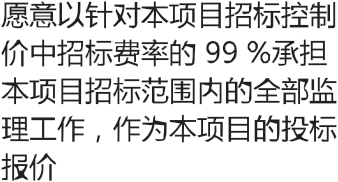 愿意以针对本项目招标控制
价中招标费率的 99 %承担
本项目招标范围内的全部监
理工作，作为本项目的投标
报价